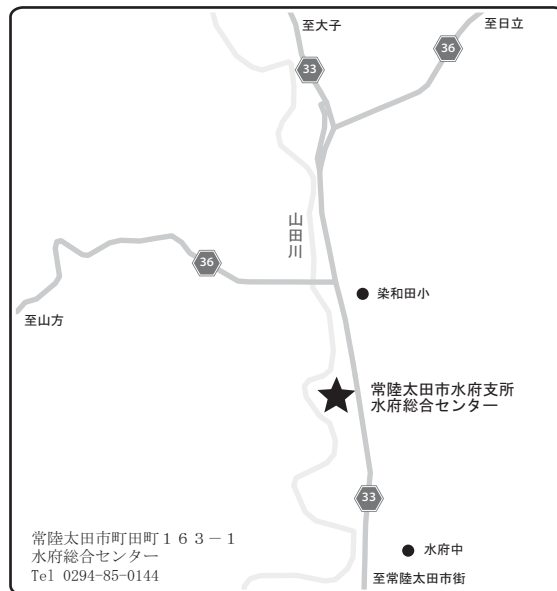 至大子
至日立
36
33
山田川
36
染和田小
至山方
常陸太田市水府支所
水府総合センター
33
常陸太田市町田町１６３－１
水府総合センター
Tel 0294-85-0144
水府中
至常陸太田市街